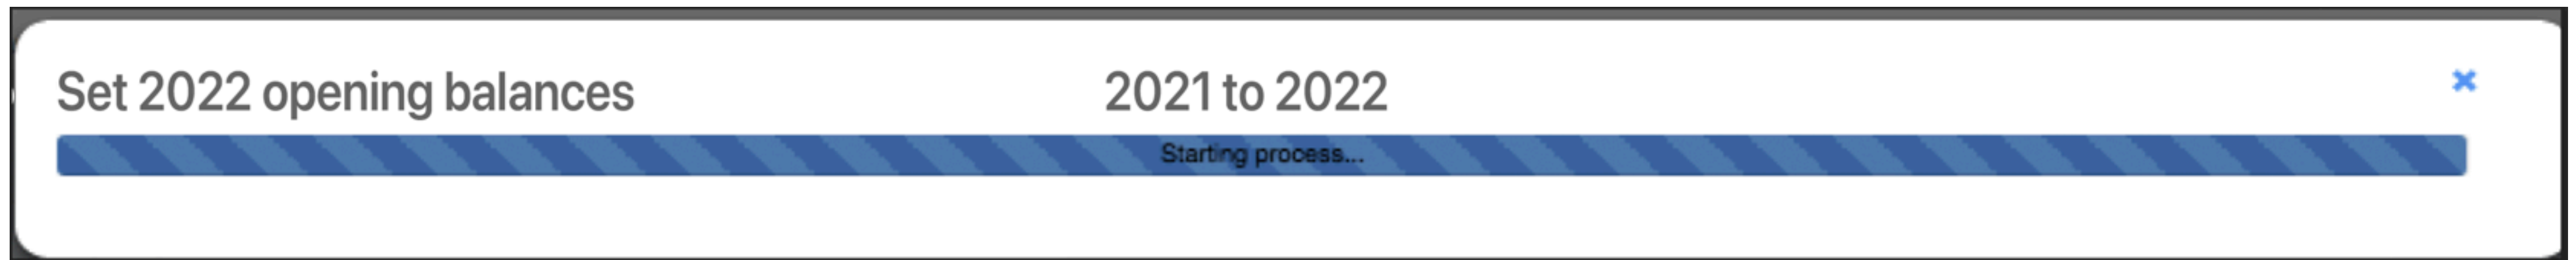 Set 2022 opening balances
2021 to 2022
Starting process...